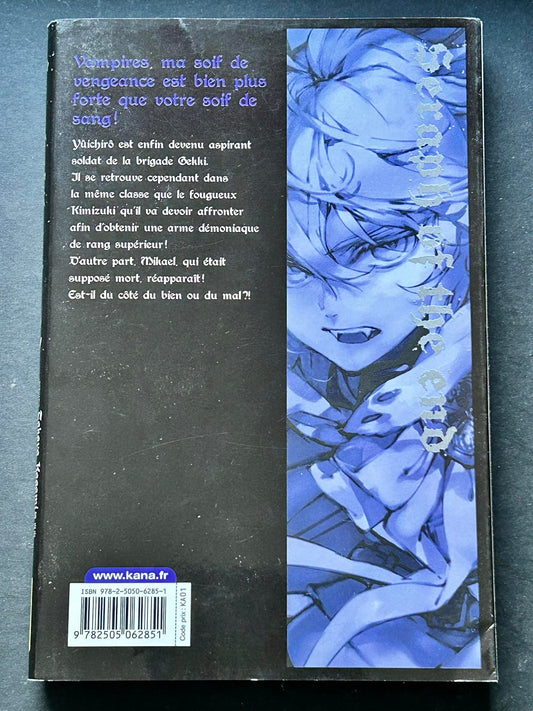 Vampires, ma soif de
vengeance est bien plus
forte que votre soif de
sang!
Yûichirô est enfin devenu aspirant
soldat de la brigade Gekki.
Il se retrouve cependant dans
la même classe que le fougueux
Kimizuki qu'il va devoir affronter
afin d'obtenir une arme démoniaque
de rang supérieur!
D'autre part, Mikael, qui était
supposé mort, réapparaît!
Est-il du côté du bien ou du mal?!
Seraph of the end
www.kana.fr
ISBN 978-2-5050-6285-1
9 782505 062851
Code prix: KA01